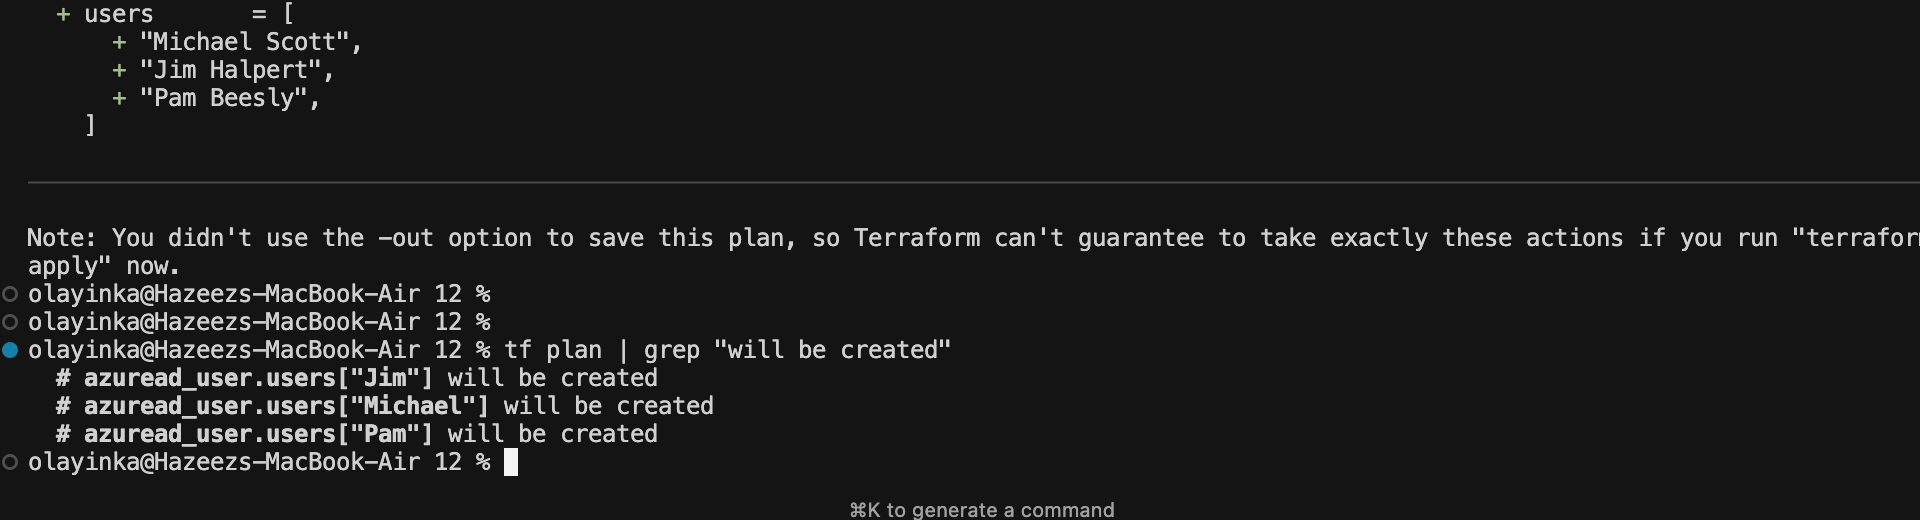 + users       = [
+ "Michael Scott",
+ "Jim Halpert",
+ "Pam Beesly",
]
Note: You didn't use the -out option to save this plan, so Terraform can't guarantee to take exactly these actions if you run "terraform
apply" now.
olayinka@Hazeezs-MacBook-Air 12 %
olayinka@Hazeezs-MacBook-Air 12 %
olayinka@Hazeezs-MacBook-Air 12 % tf plan | grep "will be created"
# azuread_user.users["Jim"] will be created
# azuread_user.users["Michael"] will be created
# azuread_user.users["Pam"] will be created
olayinka@Hazeezs-MacBook-Air 12 %
⌘K to generate a command